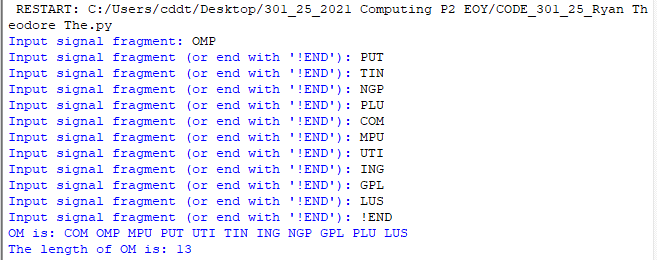 RESTART: C:/Users/cddt/Desktop/301_25_2021 Computing P2 EOY/CODE_301_25_Ryan Th
eodore The.py
Input signal fragment: OMP
Input signal fragment (or end with '!END'): PUT
Input signal fragment (or end with '!END'): TIN
Input signal fragment (or end with '!END'): NGP
Input signal fragment (or end with '!END'): PLU
Input signal fragment (or end with '!END'): COM
Input signal fragment (or end with '!END'): MPU
Input signal fragment (or end with '!END'): UTI
Input signal fragment (or end with '!END'): ING
Input signal fragment (or end with '!END'): GPL
Input signal fragment (or end with '!END'): LUS
Input signal fragment (or end with '!END'): !END
OM is: COM OMP MPU PUT UTI TIN ING NGP GPL PLU LUS
The length of OM is: 13